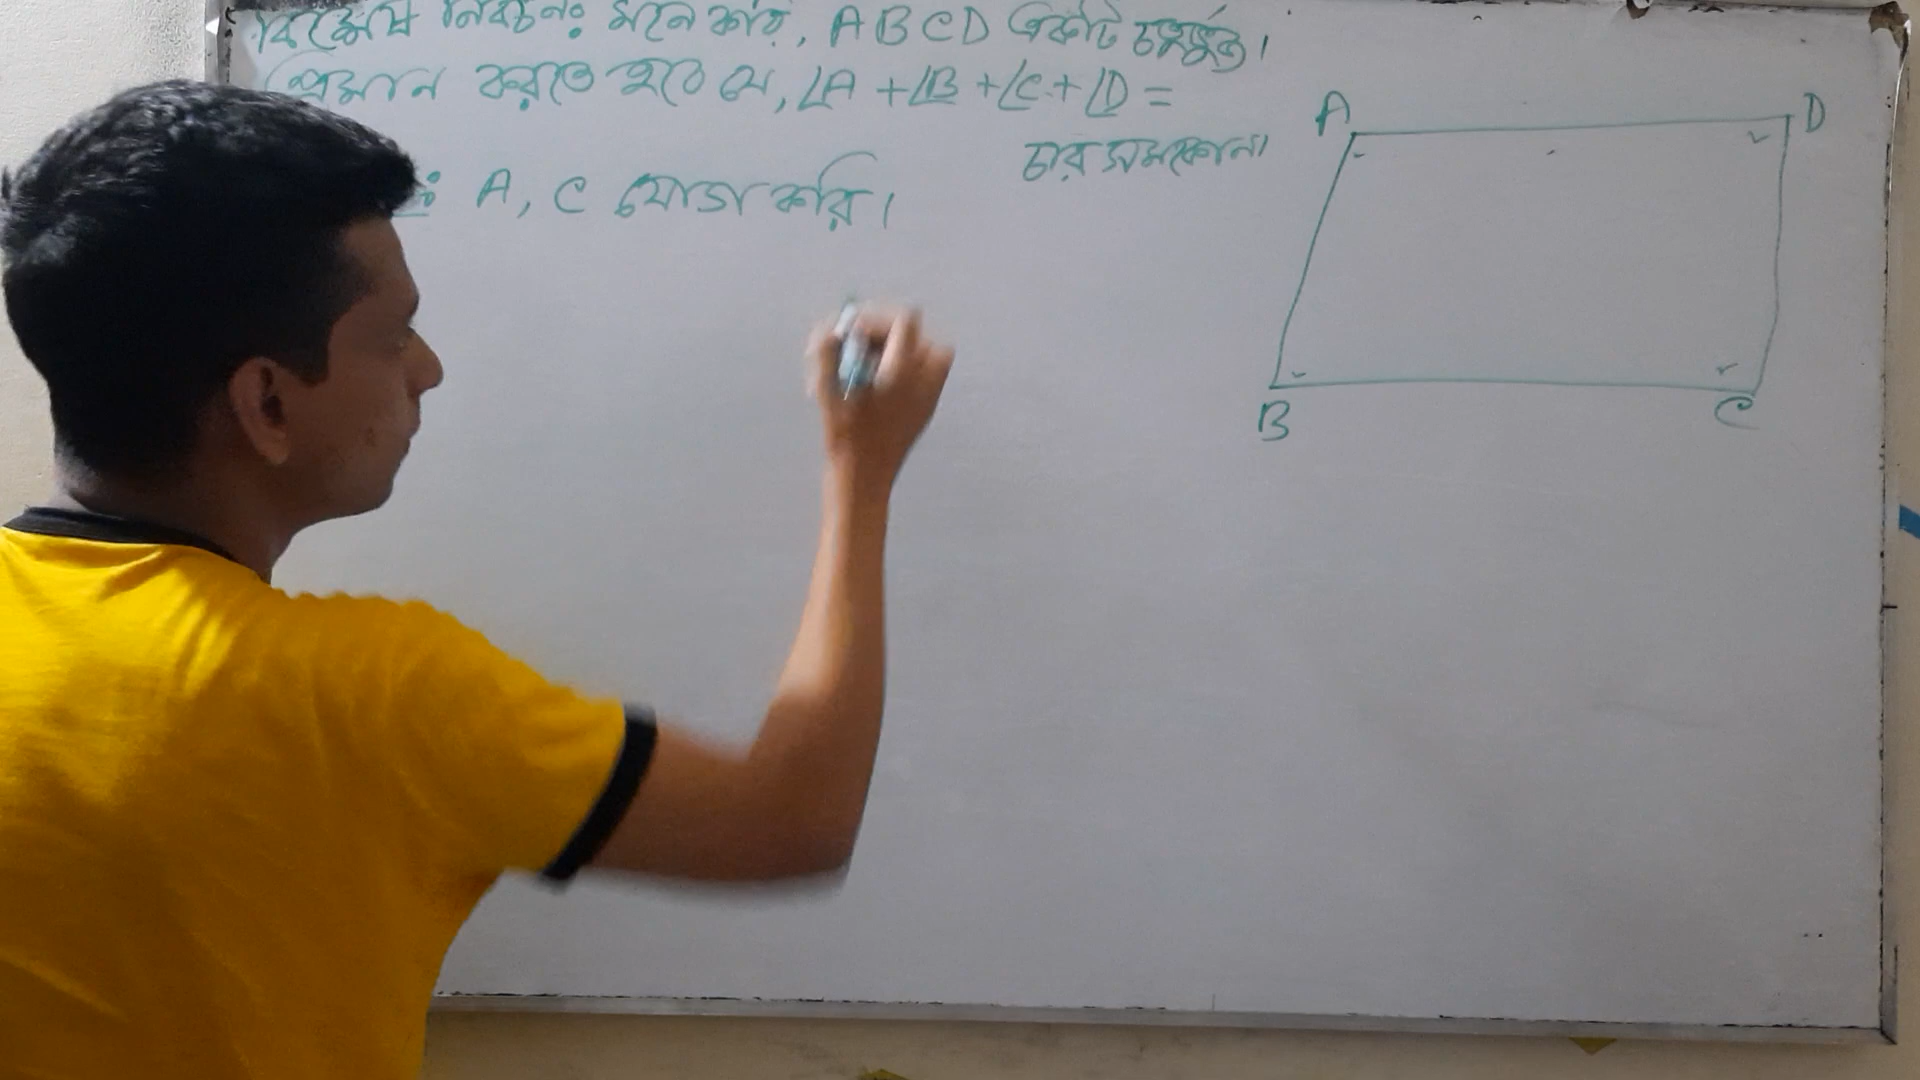 বিশেষ নির্বচনঃ মনে করি, ABCD একটি চতুর্ভুজ।
প্রমান করতে হবে যে, ∠A + ∠B + ∠C + ∠D =
চার সমকোন।
A, C যোগ করি।
A
D
B
C